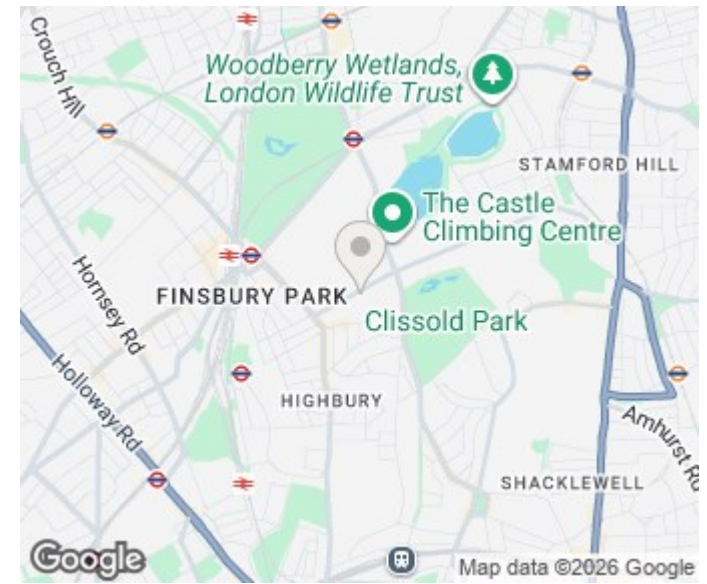 Crouch Hill
Woodberry Wetlands,
London Wildlife Trust
STAMFORD HILL
The Castle
Climbing Centre
FINSBURY PARK
Clissold Park
Hornsey Rd
Holloway Rd
HIGHBURY
Amhurst Rd
SHACKLEWELL
Google
Map data ©2026 Google